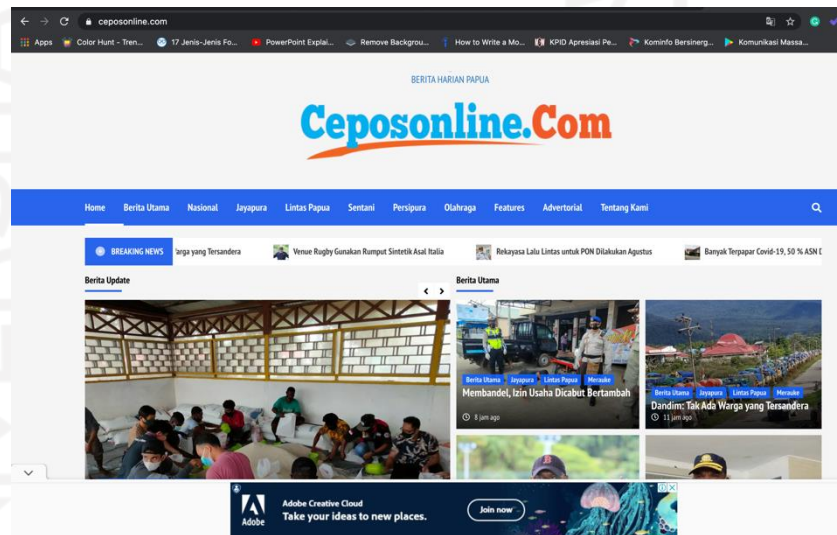 ceposonline.com
Apps Color Hunt - Tren... 17 Jenis-Jenis Fo... PowerPoint Explai... Remove Backgrou... How to Write a Mo... KPID Apresiasi Pe... Kominfo Bersinerg... Komunikasi Massa...
BERITA HARIAN PAPUA
Ceposonline.Com
Home Berita Utama Nasional Jayapura Lintas Papua Sentani Persipura Olahraga Features Advertorial Tentang Kami
BREAKING NEWS arga yang Tersandera Venue Rugby Gunakan Rumput Sintetik Asal Italia Rekayasa Lalu Lintas untuk PON Dilakukan Agustus Banyak Terpapar Covid-19, 50 % ASN
Berita Update
Berita Utama
Berita Utama Jayapura Lintas Papua Merauke
Membandel, Izin Usaha Dicabut Bertambah
8 jam ago
Berita Utama Jayapura Lintas Papua Merauke
Dandim: Tak Ada Warga yang Tersandera
11 jam ago
Adobe
Adobe Creative Cloud
Take your ideas to new places.
Join now